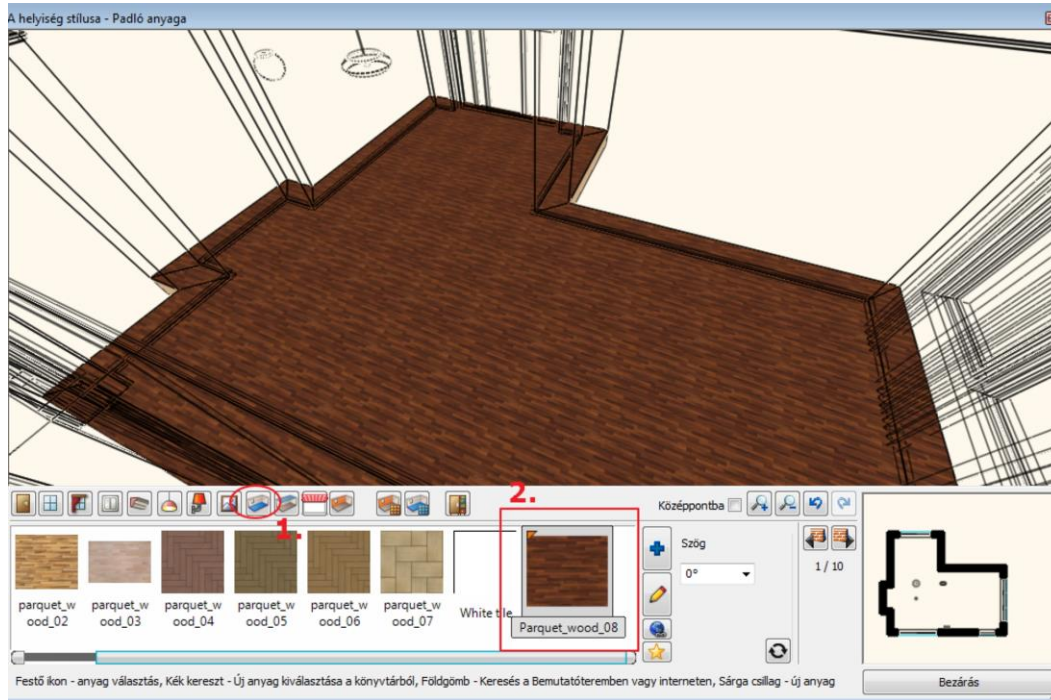 A helyiség stílusa - Padló anyaga
2.
1.
Középpontba
Szög
0°
1 / 10
parquet_w
ood_02
parquet_w
ood_03
parquet_w
ood_04
parquet_w
ood_05
parquet_w
ood_06
parquet_w
ood_07
White tile
Parquet_wood_08
Festő ikon - anyag választás, Kék kereszt - Új anyag kiválasztása a könyvtárból, Földgömb - Keresés a Bemutatóteremben vagy interneten, Sárga csillag - új anyag
Bezárás